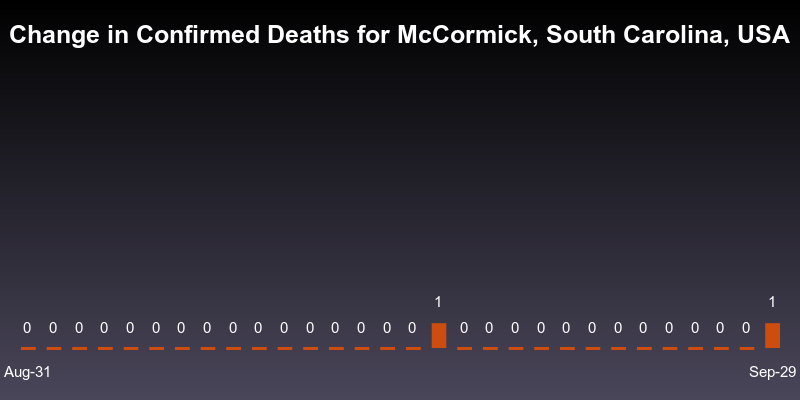 Change in Confirmed Deaths for McCormick, South Carolina, USA
1 1
0 0 0 0 0 0 0 0 0 0 0 0 0 0 0 0 0 0 0 0 0 0 0 0 0 0 0 0
Aug-31 Sep-29